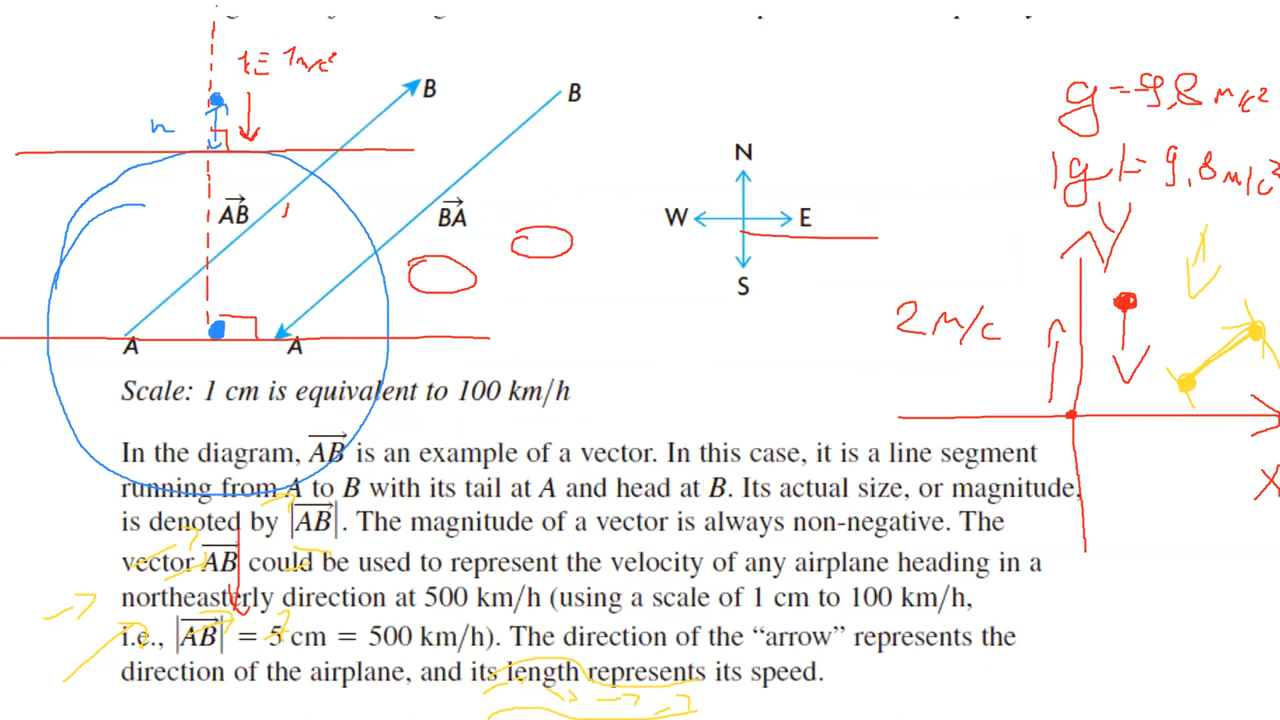 g = -9,8 м/c²
|g| = 9,8 м/c²
B
B
AB
BA
N
W
E
S
Y
2 м/c
A
A
X
Scale: 1 cm is equivalent to 100 km/h
In the diagram, AB is an example of a vector. In this case, it is a line segment
running from A to B with its tail at A and head at B. Its actual size, or magnitude,
is denoted by |AB|. The magnitude of a vector is always non-negative. The
vector AB could be used to represent the velocity of any airplane heading in a
northeasterly direction at 500 km/h (using a scale of 1 cm to 100 km/h,
i.e., |AB| = 5 cm = 500 km/h). The direction of the “arrow” represents the
direction of the airplane, and its length represents its speed.